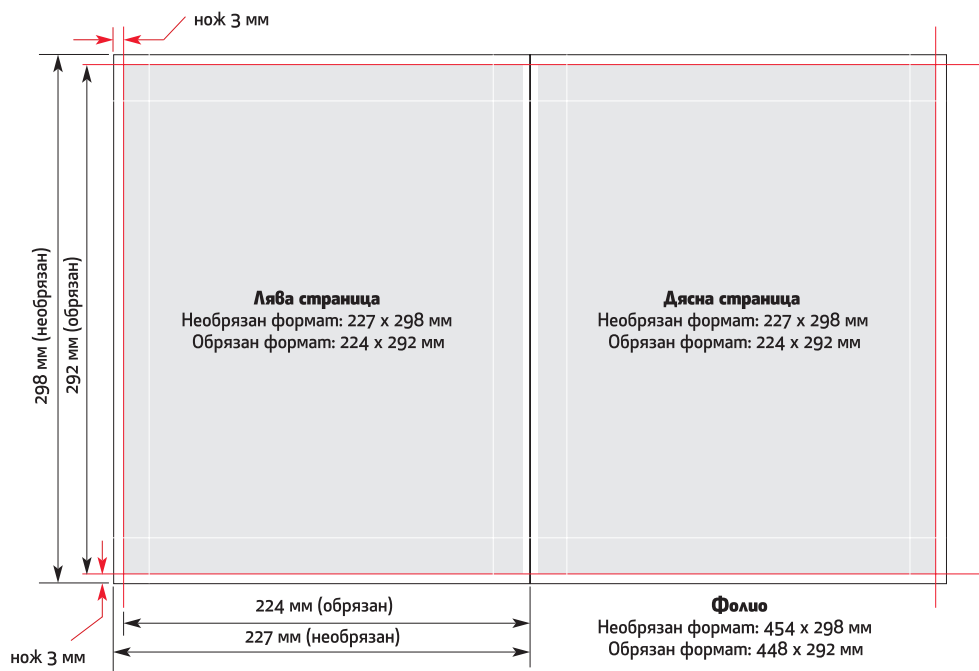 нож 3 мм
298 мм (необрязан)
292 мм (обрязан)
Лява страница
Необрязан формат: 227 x 298 мм
Обрязан формат: 224 x 292 мм
Дясна страница
Необрязан формат: 227 x 298 мм
Обрязан формат: 224 x 292 мм
224 мм (обрязан)
227 мм (необрязан)
нож 3 мм
Фолио
Необрязан формат: 454 x 298 мм
Обрязан формат: 448 x 292 мм